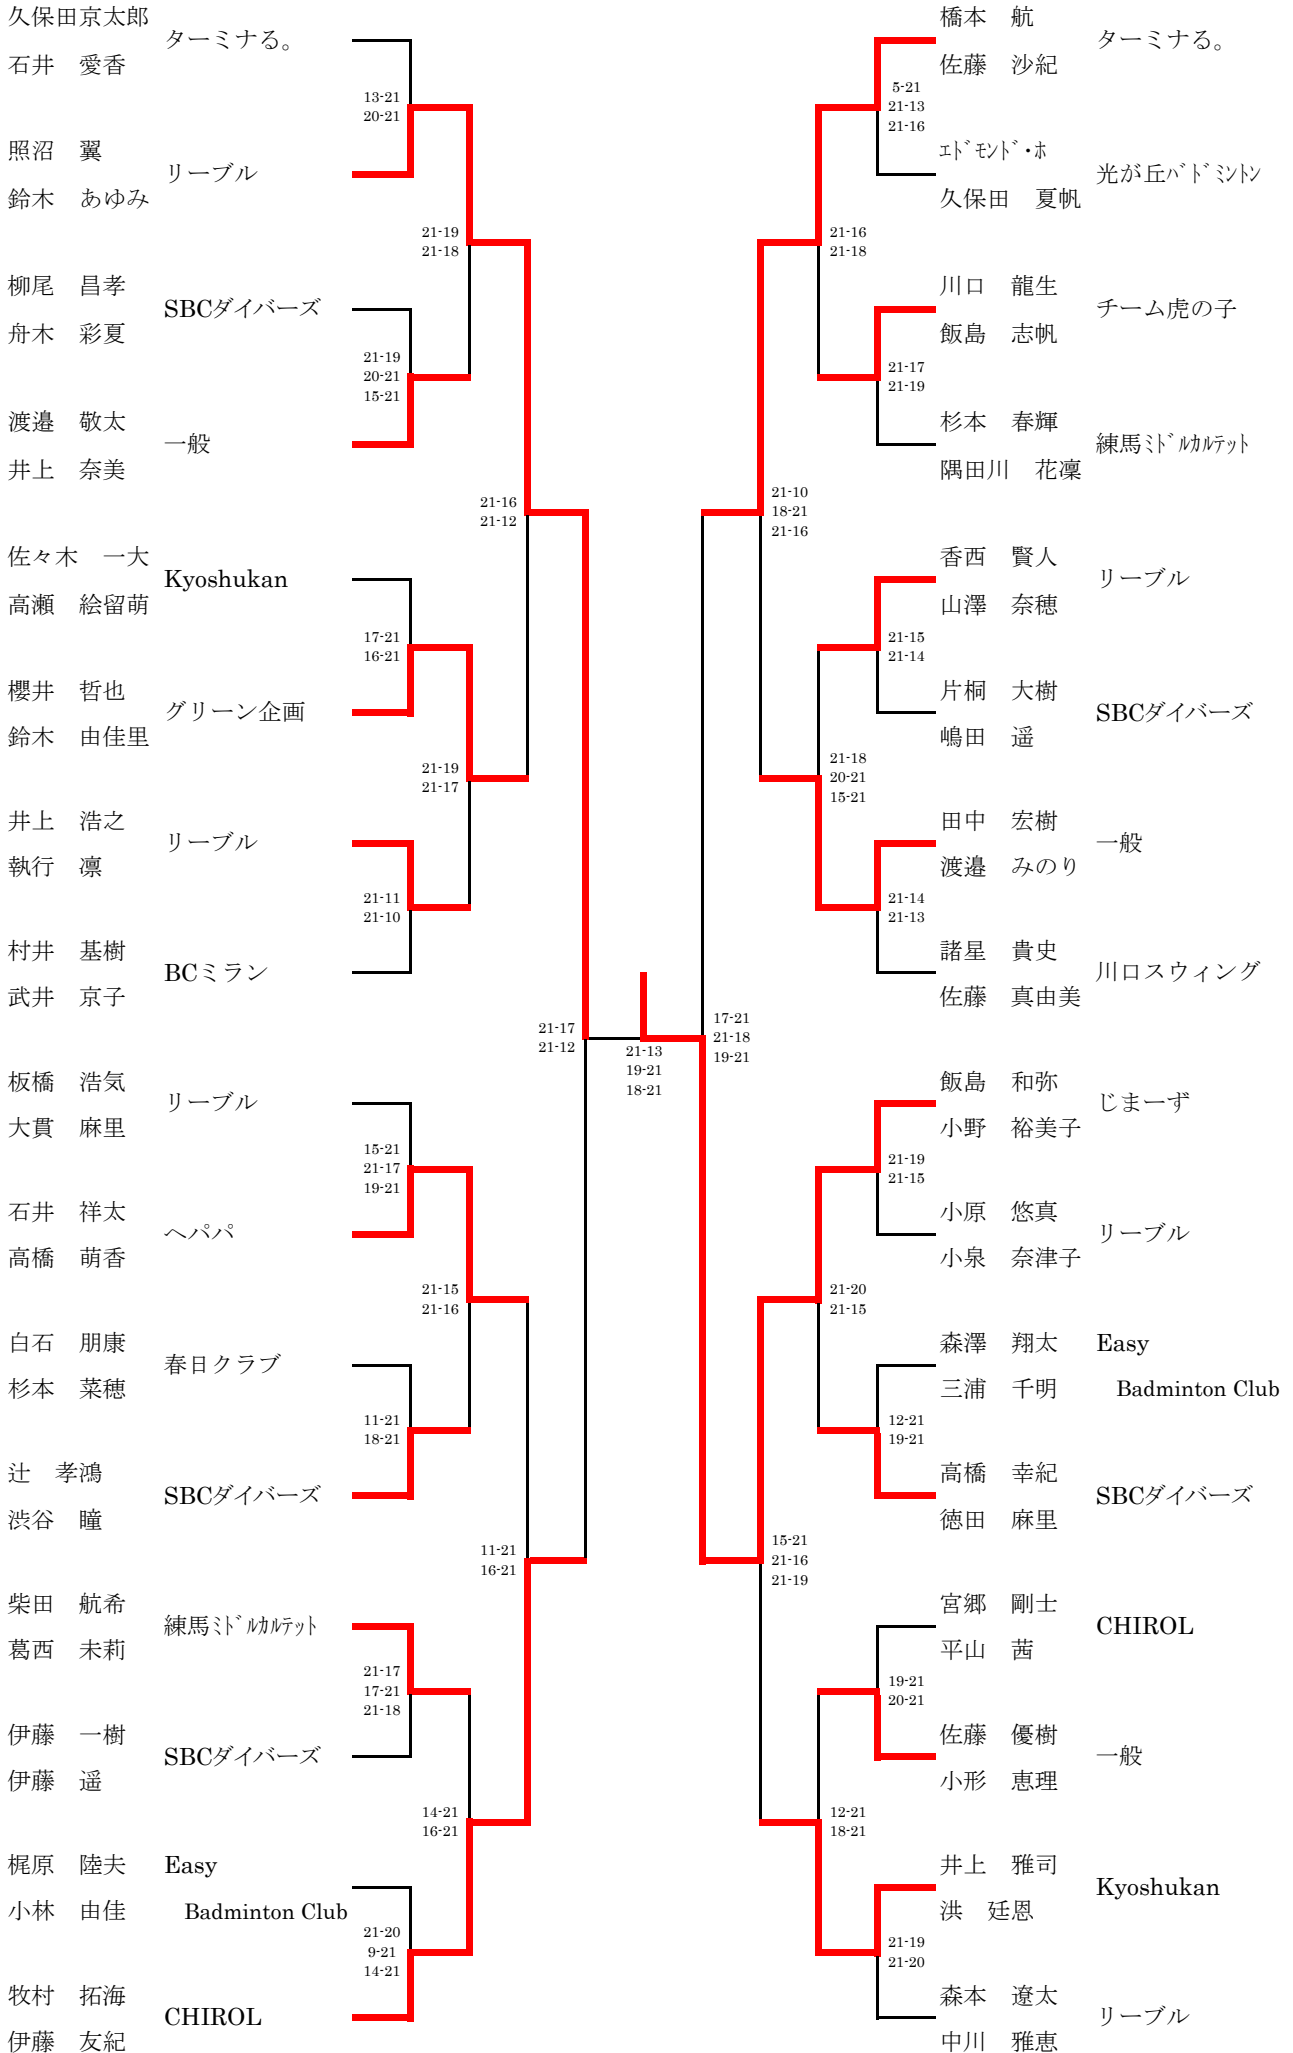 久保田京太郎
ターミナる。
石井　愛香
13-21
20-21
照沼　翼
リーブル
鈴木　あゆみ
21-19
21-18
柳尾　昌孝
SBCダイバーズ
舟木　彩夏
21-19
20-21
15-21
渡邉　敬太
一般
井上　奈美
21-16
21-12
佐々木　一大
Kyoshukan
高瀬　絵留萌
17-21
16-21
櫻井　哲也
グリーン企画
鈴木　由佳里
21-19
21-17
井上　浩之
リーブル
執行　凛
21-11
21-10
村井　基樹
BCミラン
武井　京子
21-17
21-12
板橋　浩気
リーブル
大貫　麻里
15-21
21-17
19-21
石井　祥太
へパパ
高橋　萌香
21-15
21-16
白石　朋康
春日クラブ
杉本　菜穂
11-21
18-21
辻　孝鴻
SBCダイバーズ
渋谷　瞳
11-21
16-21
柴田　航希
練馬ﾐﾄﾞﾙｶﾙﾃｯﾄ
葛西　未莉
21-17
17-21
21-18
伊藤　一樹
SBCダイバーズ
伊藤　遥
14-21
16-21
梶原　陸夫
Easy
小林　由佳
Badminton Club
21-20
9-21
14-21
牧村　拓海
CHIROL
伊藤　友紀
21-13
19-21
18-21
橋本　航
ターミナる。
佐藤　沙紀
5-21
21-13
21-16
ｴﾄﾞﾓﾝﾄﾞ・ﾎ
光が丘ﾊﾞﾄﾞﾐﾝﾄﾝ
久保田　夏帆
21-16
21-18
川口　龍生
チーム虎の子
飯島　志帆
21-17
21-19
杉本　春輝
練馬ﾐﾄﾞﾙｶﾙﾃｯﾄ
隅田川　花凜
21-10
18-21
21-16
香西　賢人
リーブル
山澤　奈穂
21-15
21-14
片桐　大樹
SBCダイバーズ
嶋田　遥
21-18
20-21
15-21
田中　宏樹
一般
渡邉　みのり
21-14
21-13
諸星　貴史
川口スウィング
佐藤　真由美
17-21
21-18
19-21
飯島　和弥
じまーず
小野　裕美子
21-19
21-15
小原　悠真
リーブル
小泉　奈津子
21-20
21-15
森澤　翔太
Easy
三浦　千明
Badminton Club
12-21
19-21
高橋　幸紀
SBCダイバーズ
徳田　麻里
15-21
21-16
21-19
宮郷　剛士
CHIROL
平山　茜
19-21
20-21
佐藤　優樹
一般
小形　恵理
12-21
18-21
井上　雅司
Kyoshukan
洪　廷恩
21-19
21-20
森本　遼太
リーブル
中川　雅恵